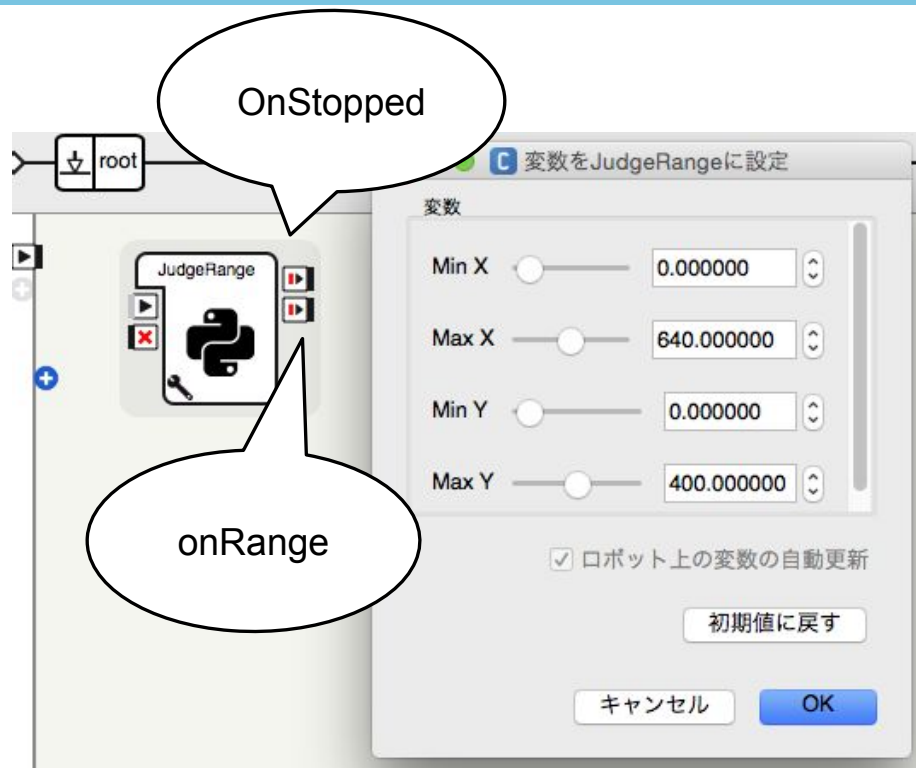 OnStopped
root
変数をJudgeRangeに設定
変数
JudgeRange
Min X 0.000000
Max X 640.000000
Min Y 0.000000
Max Y 400.000000
onRange
ロボット上の変数の自動更新
初期値に戻す
キャンセル OK